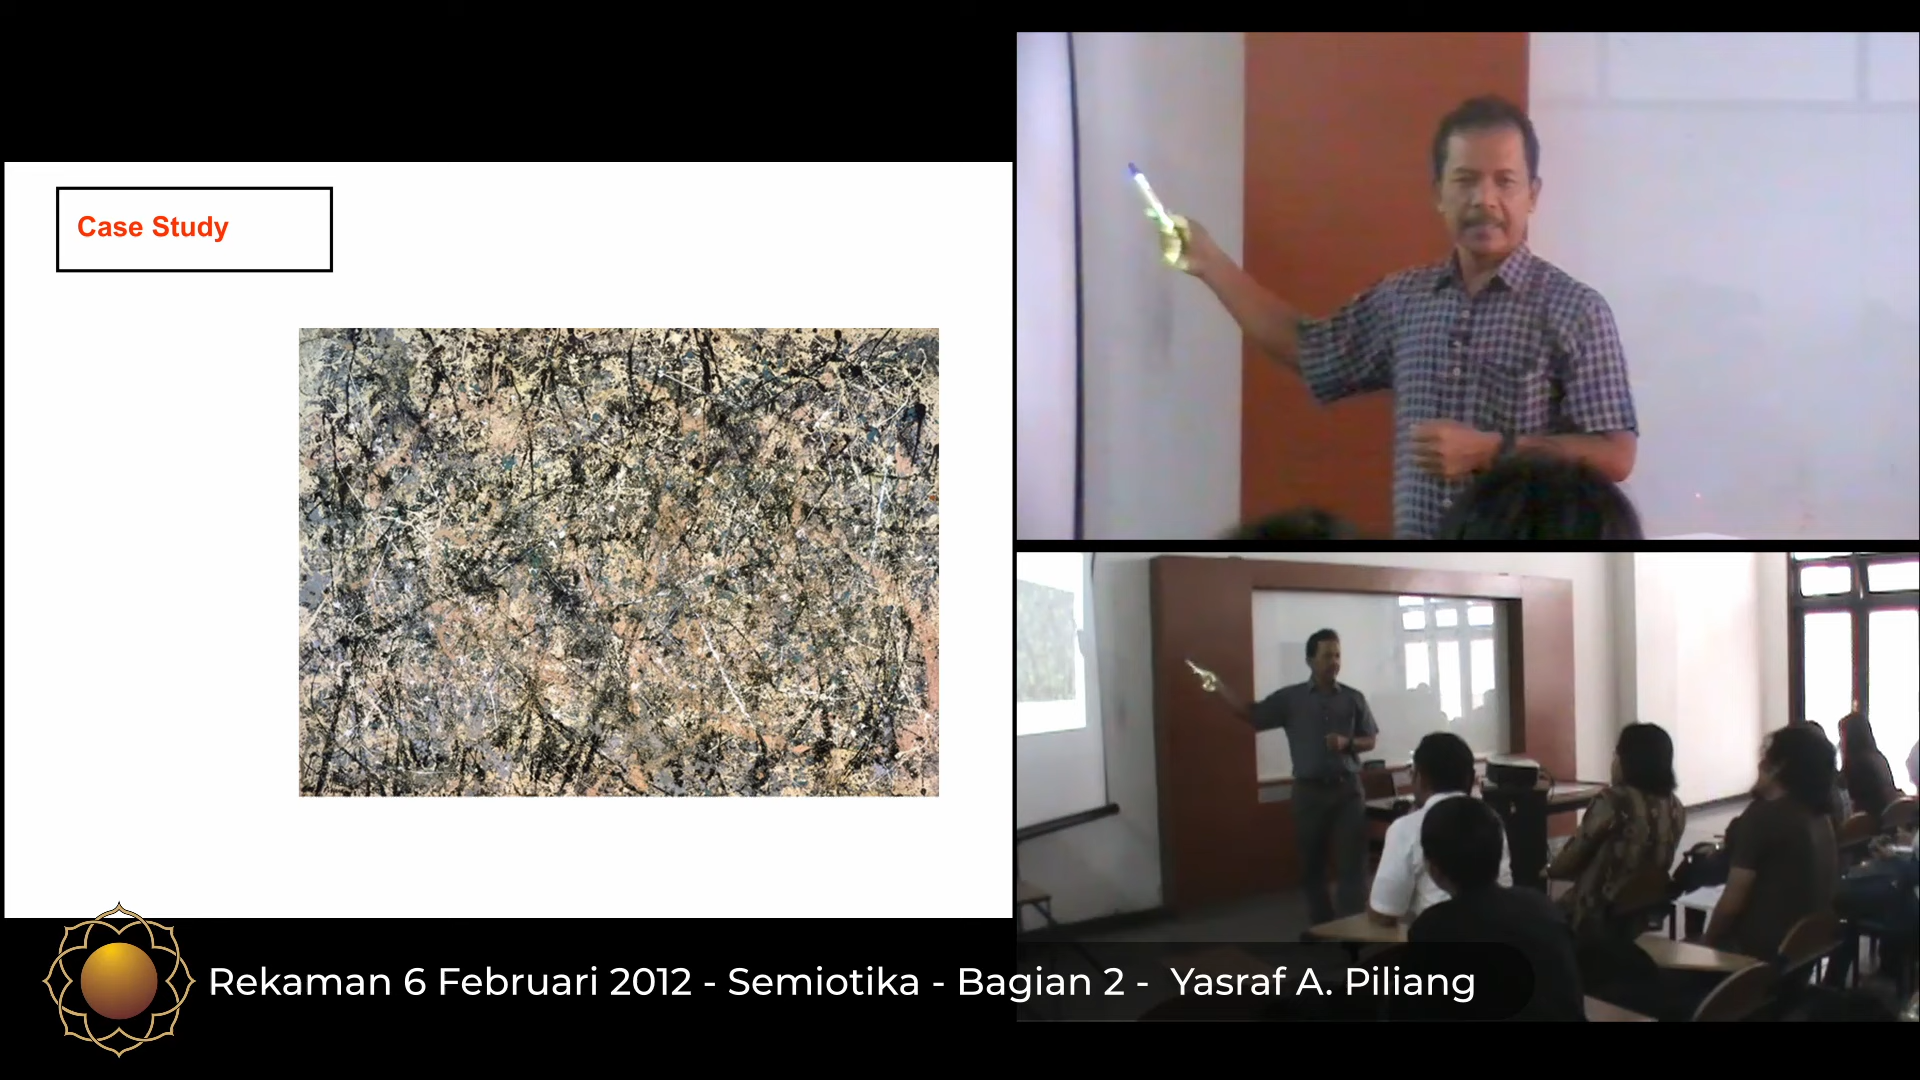 Case Study
Rekaman 6 Februari 2012 - Semiotika - Bagian 2 - Yasraf A. Piliang